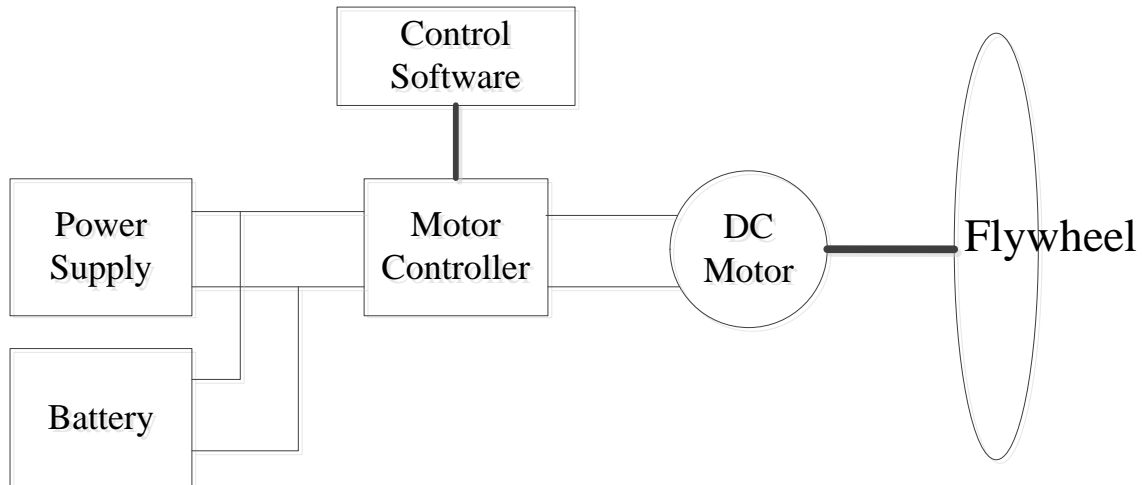 Control
Software
Power
Supply
Motor
Controller
DC
Motor
Flywheel
Battery